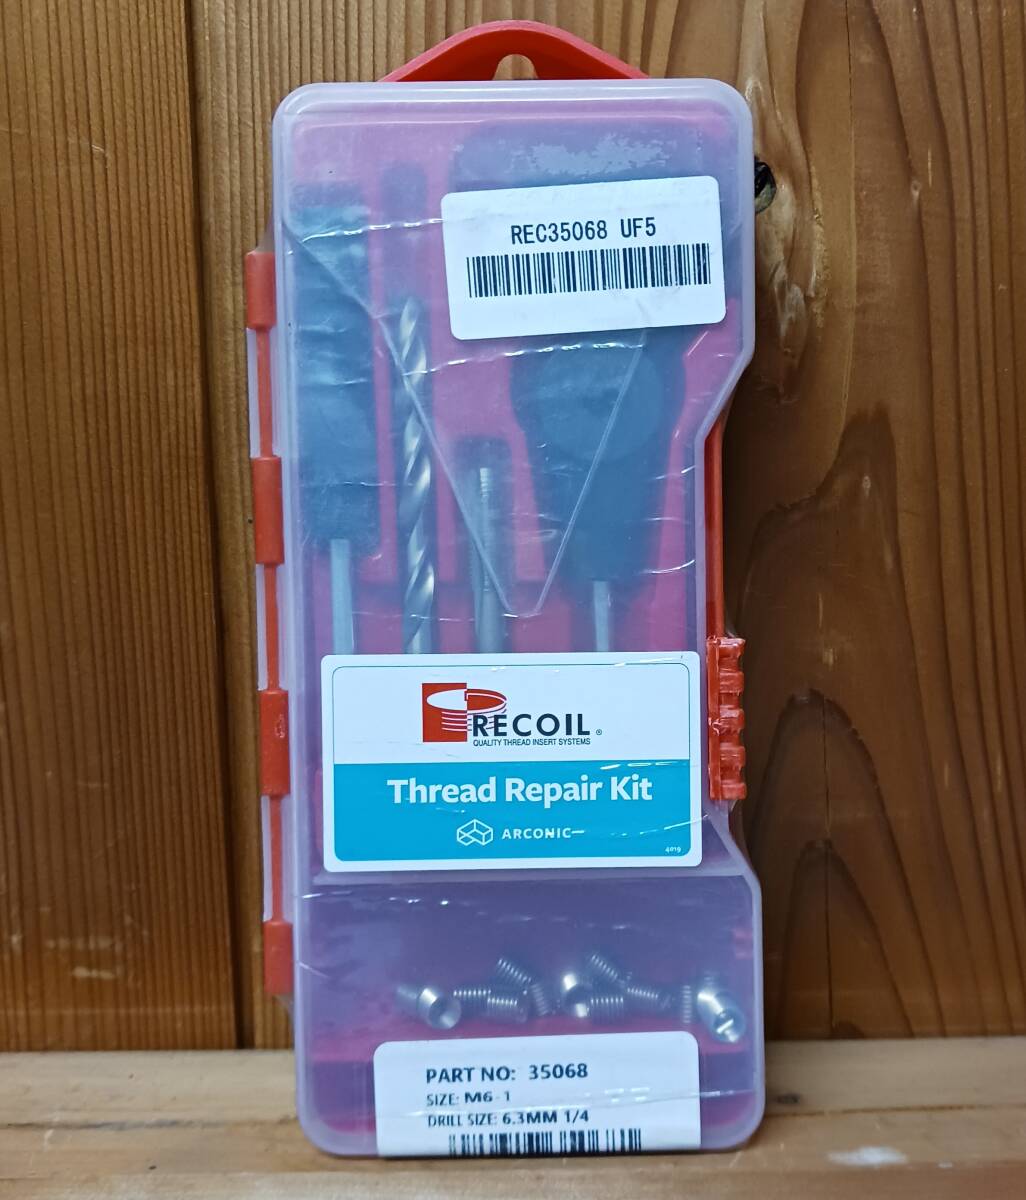 REC35068 UF5
RECOIL®
QUALITY THREAD INSERT SYSTEMS
Thread Repair Kit
ARCONIC
4019
PART NO: 35068
SIZE: M6-1
DRILL SIZE: 6.3MM 1/4